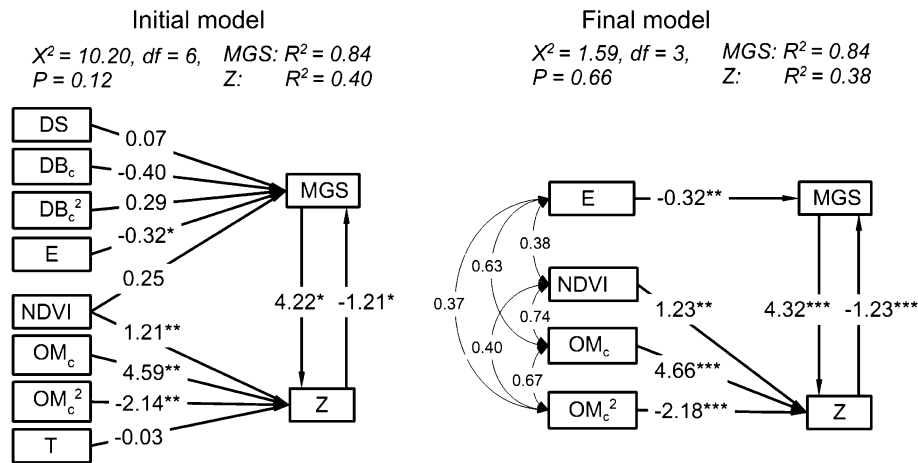 Initial model
X² = 10.20, df = 6, MGS: R² = 0.84
P = 0.12 Z: R² = 0.40
DS
0.07
DBc
-0.40
DBc²
0.29
E
-0.32*
0.25
NDVI
1.21**
OMc
4.59**
OMc²
-2.14**
T
-0.03
MGS
4.22* -1.21*
Z
Final model
X² = 1.59, df = 3, MGS: R² = 0.84
P = 0.66 Z: R² = 0.38
E
-0.32**
MGS
0.38
0.63
NDVI
0.37
1.23**
4.32*** -1.23***
0.74
0.40
OMc
4.66***
0.67
OMc²
-2.18***
Z